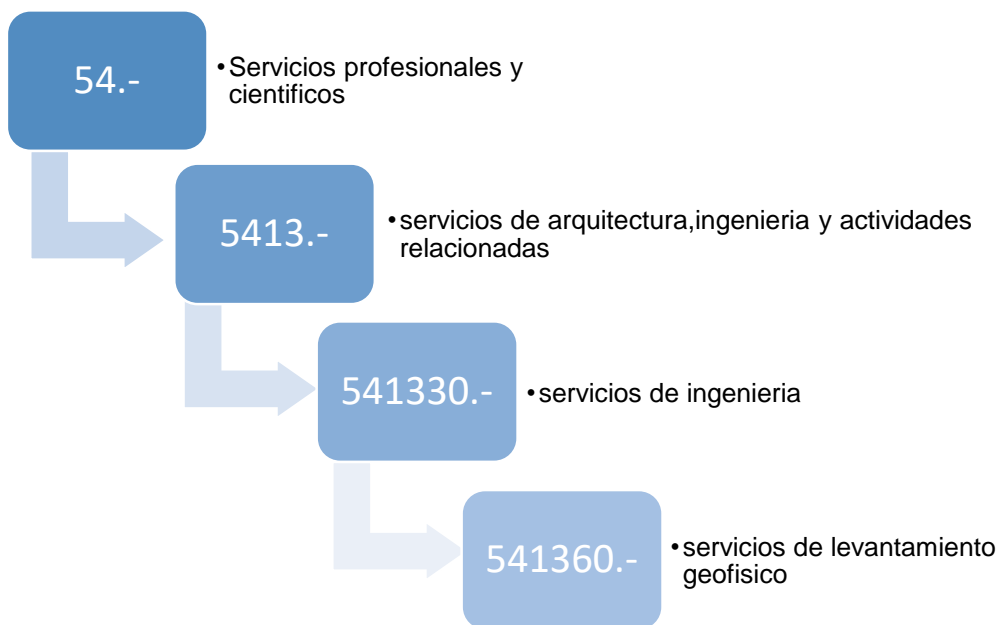 54.-
•Servicios profesionales y
cientificos
5413.-
•servicios de arquitectura,ingenieria y actividades
relacionadas
541330.-
•servicios de ingenieria
541360.-
•servicios de levantamiento
geofisico